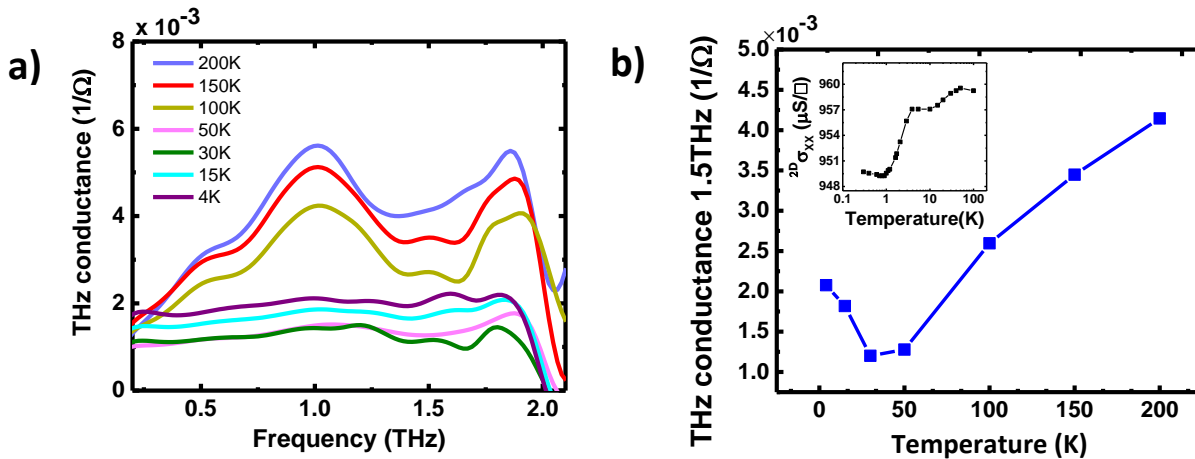 a)
x 10⁻³
8
6
4
2
0
THz conductance (1/Ω)
200K
150K
100K
50K
30K
15K
4K
0.5 1.0 1.5 2.0
Frequency (THz)
b)
×10⁻³
5.0
4.5
4.0
3.5
3.0
2.5
2.0
1.5
1.0
THz conductance 1.5THz (1/Ω)
960
957
954
951
948
2D σXX (μS/□)
0.1 1 10 100
Temperature(K)
0 50 100 150 200
Temperature (K)